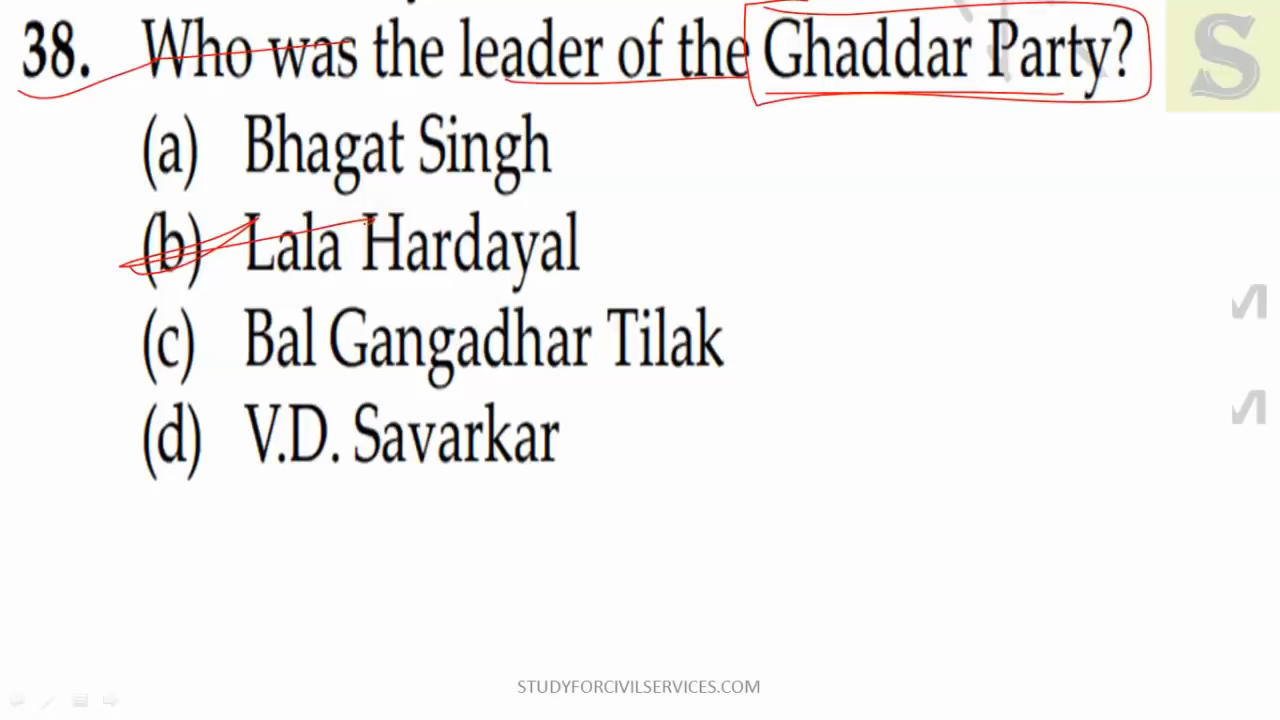 38. Who was the leader of the Ghaddar Party?
S
(a) Bhagat Singh
(b) Lala Hardayal
(c) Bal Gangadhar Tilak
(d) V.D. Savarkar
STUDYFORCIVILSERVICES.COM